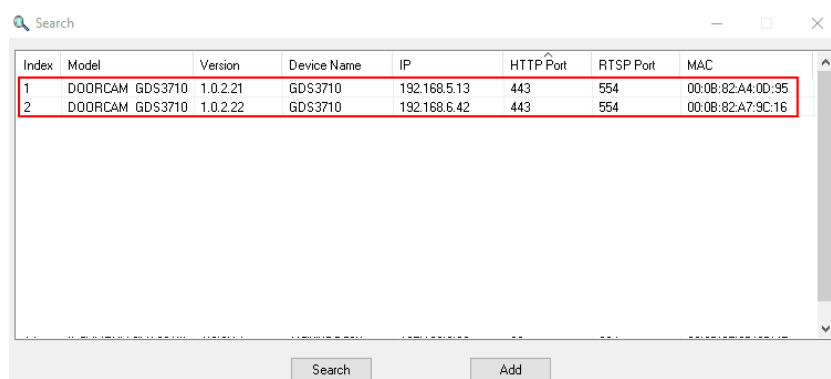 Search
Index Model Version Device Name IP HTTP Port RTSP Port MAC
1 DOORCAM GDS3710 1.0.2.21 GDS3710 192.168.5.13 443 554 00:0B:82:A4:0D:95
2 DOORCAM GDS3710 1.0.2.22 GDS3710 192.168.6.42 443 554 00:0B:82:A7:9C:16
Search Add